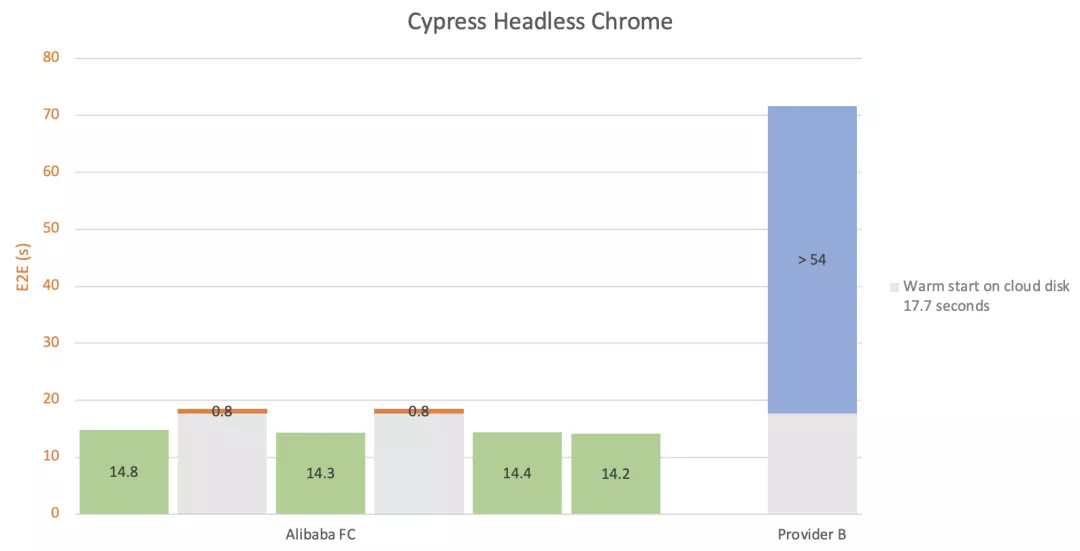 Cypress Headless Chrome
80
70
60
50
40
30
20
10
0
E2E (s)
14.8
0.8
14.3
0.8
14.4
14.2
> 54
Alibaba FC
Provider B
Warm start on cloud disk
17.7 seconds